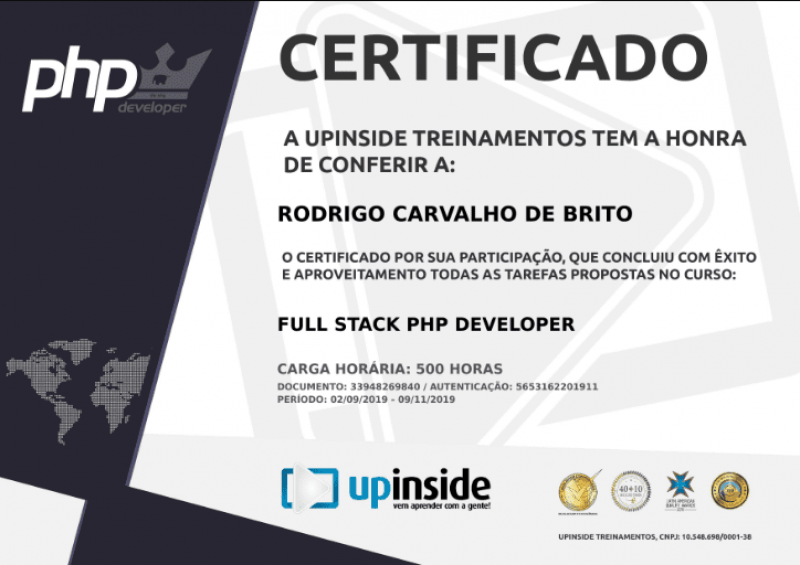 php
developer
CERTIFICADO
A UPINSIDE TREINAMENTOS TEM A HONRA
DE CONFERIR A:
RODRIGO CARVALHO DE BRITO
O CERTIFICADO POR SUA PARTICIPAÇÃO, QUE CONCLUIU COM ÊXITO
E APROVEITAMENTO TODAS AS TAREFAS PROPOSTAS NO CURSO:
FULL STACK PHP DEVELOPER
CARGA HORÁRIA: 500 HORAS
DOCUMENTO: 33948269840 / AUTENTICAÇÃO: 5653162201911
PERÍODO: 02/09/2019 - 09/11/2019
upinside
vem aprender com a gente!
40+10
UPINSIDE TREINAMENTOS, CNPJ: 10.548.698/0001-38